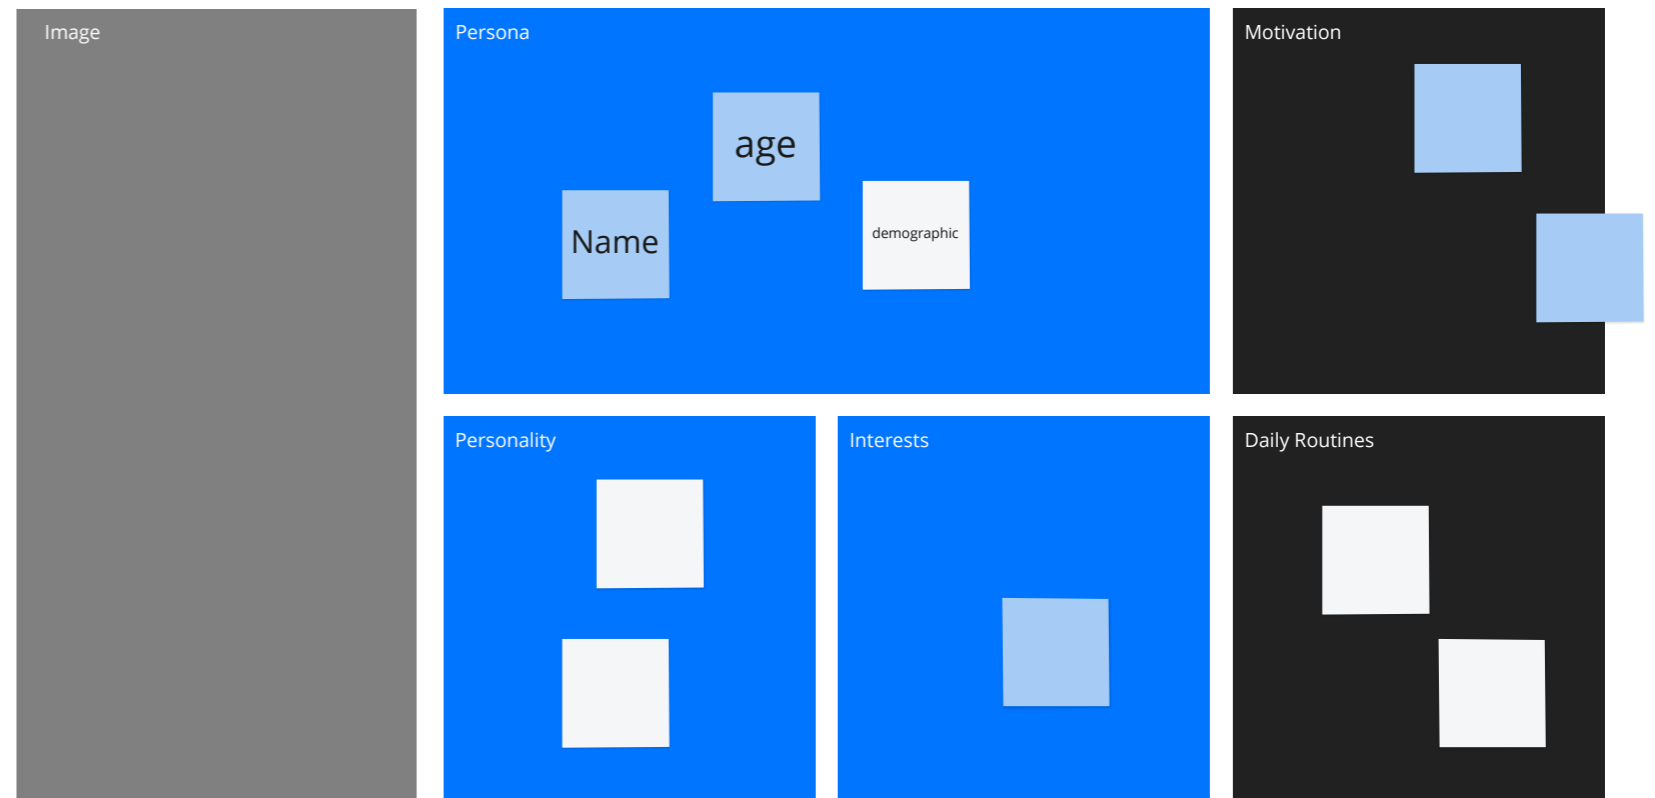 Image
Persona
Motivation
age
Name
demographic
Personality
Interests
Daily Routines